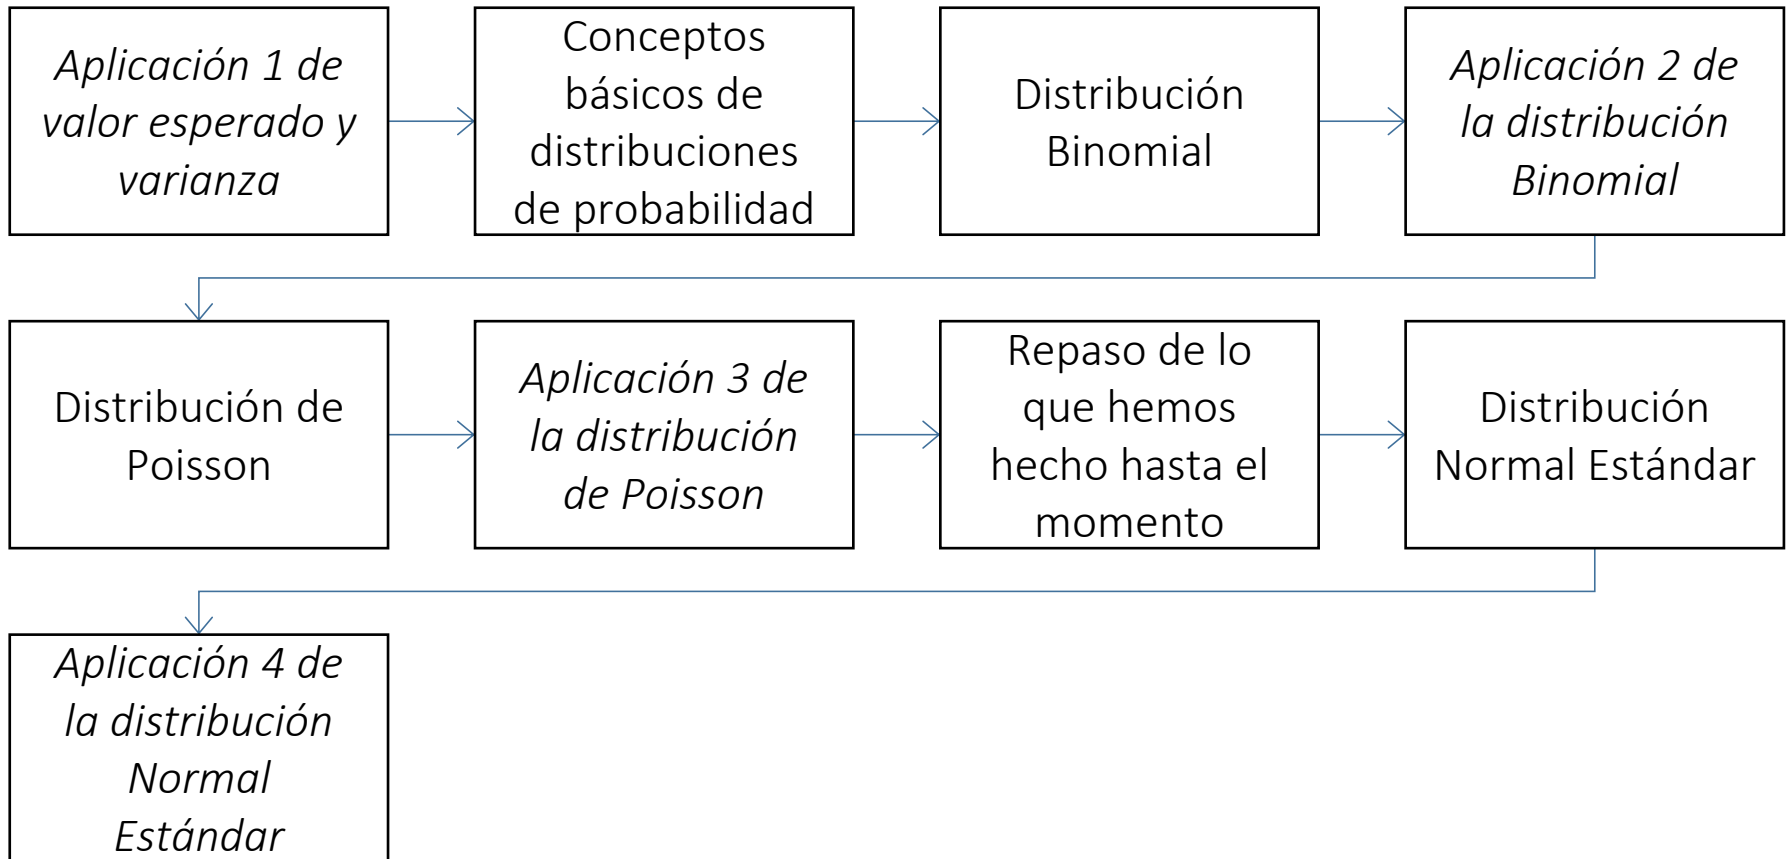 Aplicación 1 de
valor esperado y
varianza
Conceptos
básicos de
distribuciones
de probabilidad
Distribución
Binomial
Aplicación 2 de
la distribución
Binomial
Distribución de
Poisson
Aplicación 3 de
la distribución
de Poisson
Repaso de lo
que hemos
hecho hasta el
momento
Distribución
Normal Estándar
Aplicación 4 de
la distribución
Normal
Estándar